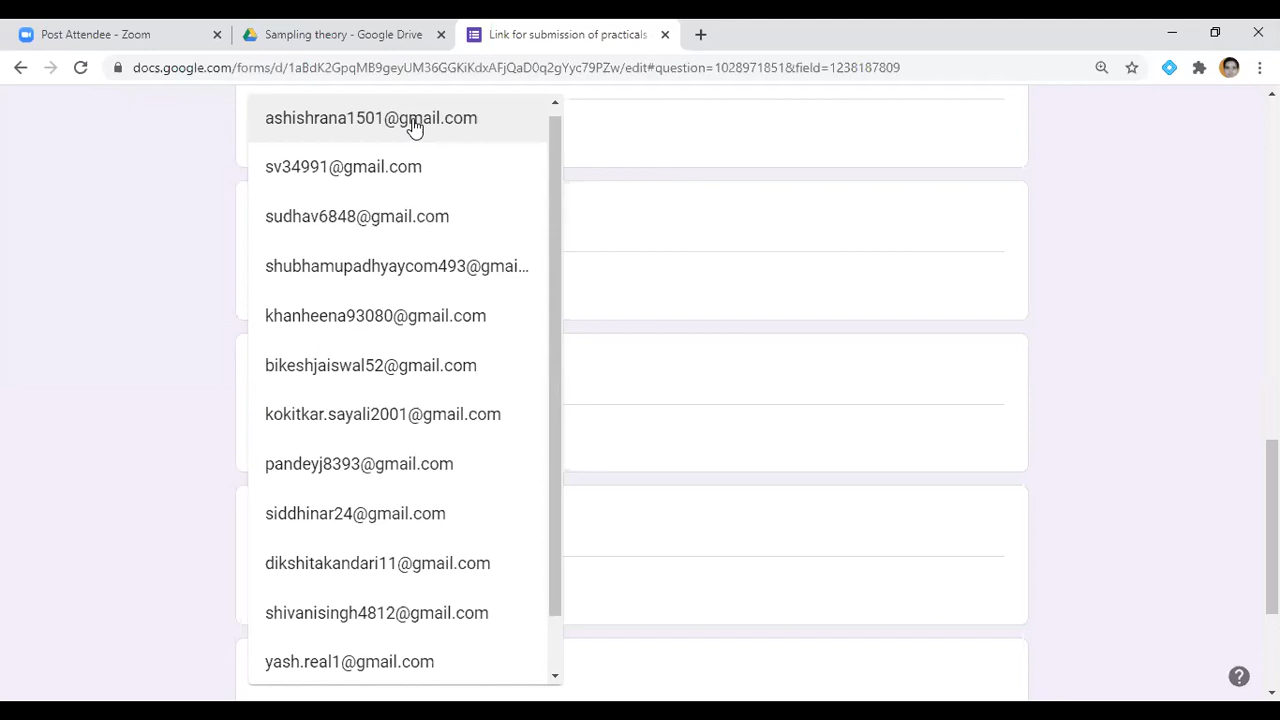 Post Attendee - Zoom
Sampling theory - Google Drive
Link for submission of practicals
docs.google.com/forms/d/1aBdK2GpqMB9geyUM36GGKiKdxAFjQaD0q2gYyc79PZw/edit#question=1028971851&field=1238187809
ashishrana1501@gmail.com
sv34991@gmail.com
sudhav6848@gmail.com
shubhamupadhyaycom493@gmai...
khanheena93080@gmail.com
bikeshjaiswal52@gmail.com
kokitkar.sayali2001@gmail.com
pandeyj8393@gmail.com
siddhinar24@gmail.com
dikshitakandari11@gmail.com
shivanisingh4812@gmail.com
yash.real1@gmail.com